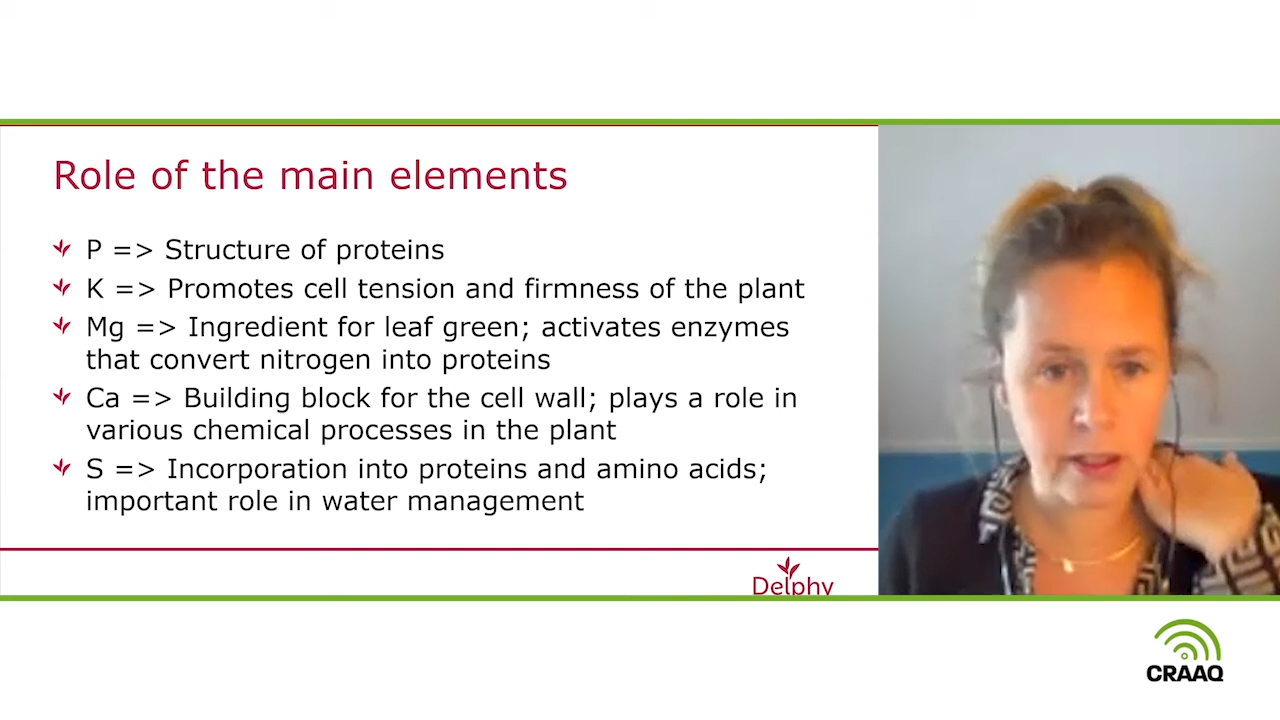 Role of the main elements
P => Structure of proteins
K => Promotes cell tension and firmness of the plant
Mg => Ingredient for leaf green; activates enzymes
that convert nitrogen into proteins
Ca => Building block for the cell wall; plays a role in
various chemical processes in the plant
S => Incorporation into proteins and amino acids;
important role in water management
Delphy
CRAAQ